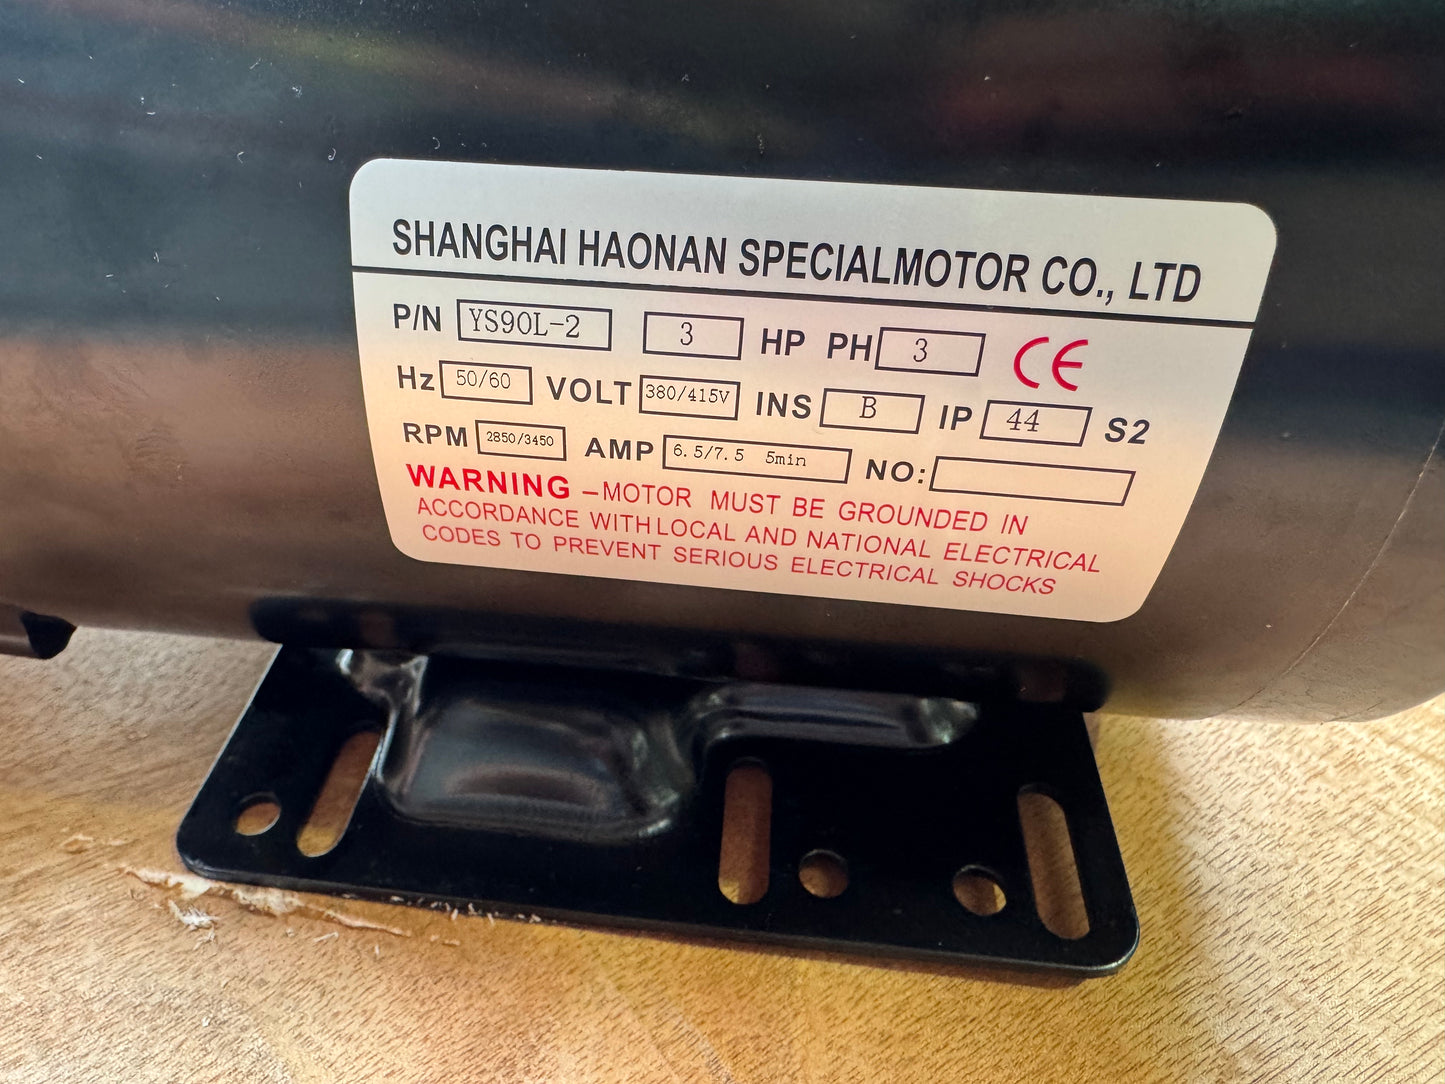 SHANGHAI HAONAN SPECIALMOTOR CO., LTD
P/N YS90L-2 3 HP PH 3 CE
Hz 50/60 VOLT 380/415V INS B IP 44 S2
RPM 2850/3450 AMP 6.5/7.5 5min NO:
WARNING –MOTOR MUST BE GROUNDED IN
ACCORDANCE WITH LOCAL AND NATIONAL ELECTRICAL
CODES TO PREVENT SERIOUS ELECTRICAL SHOCKS